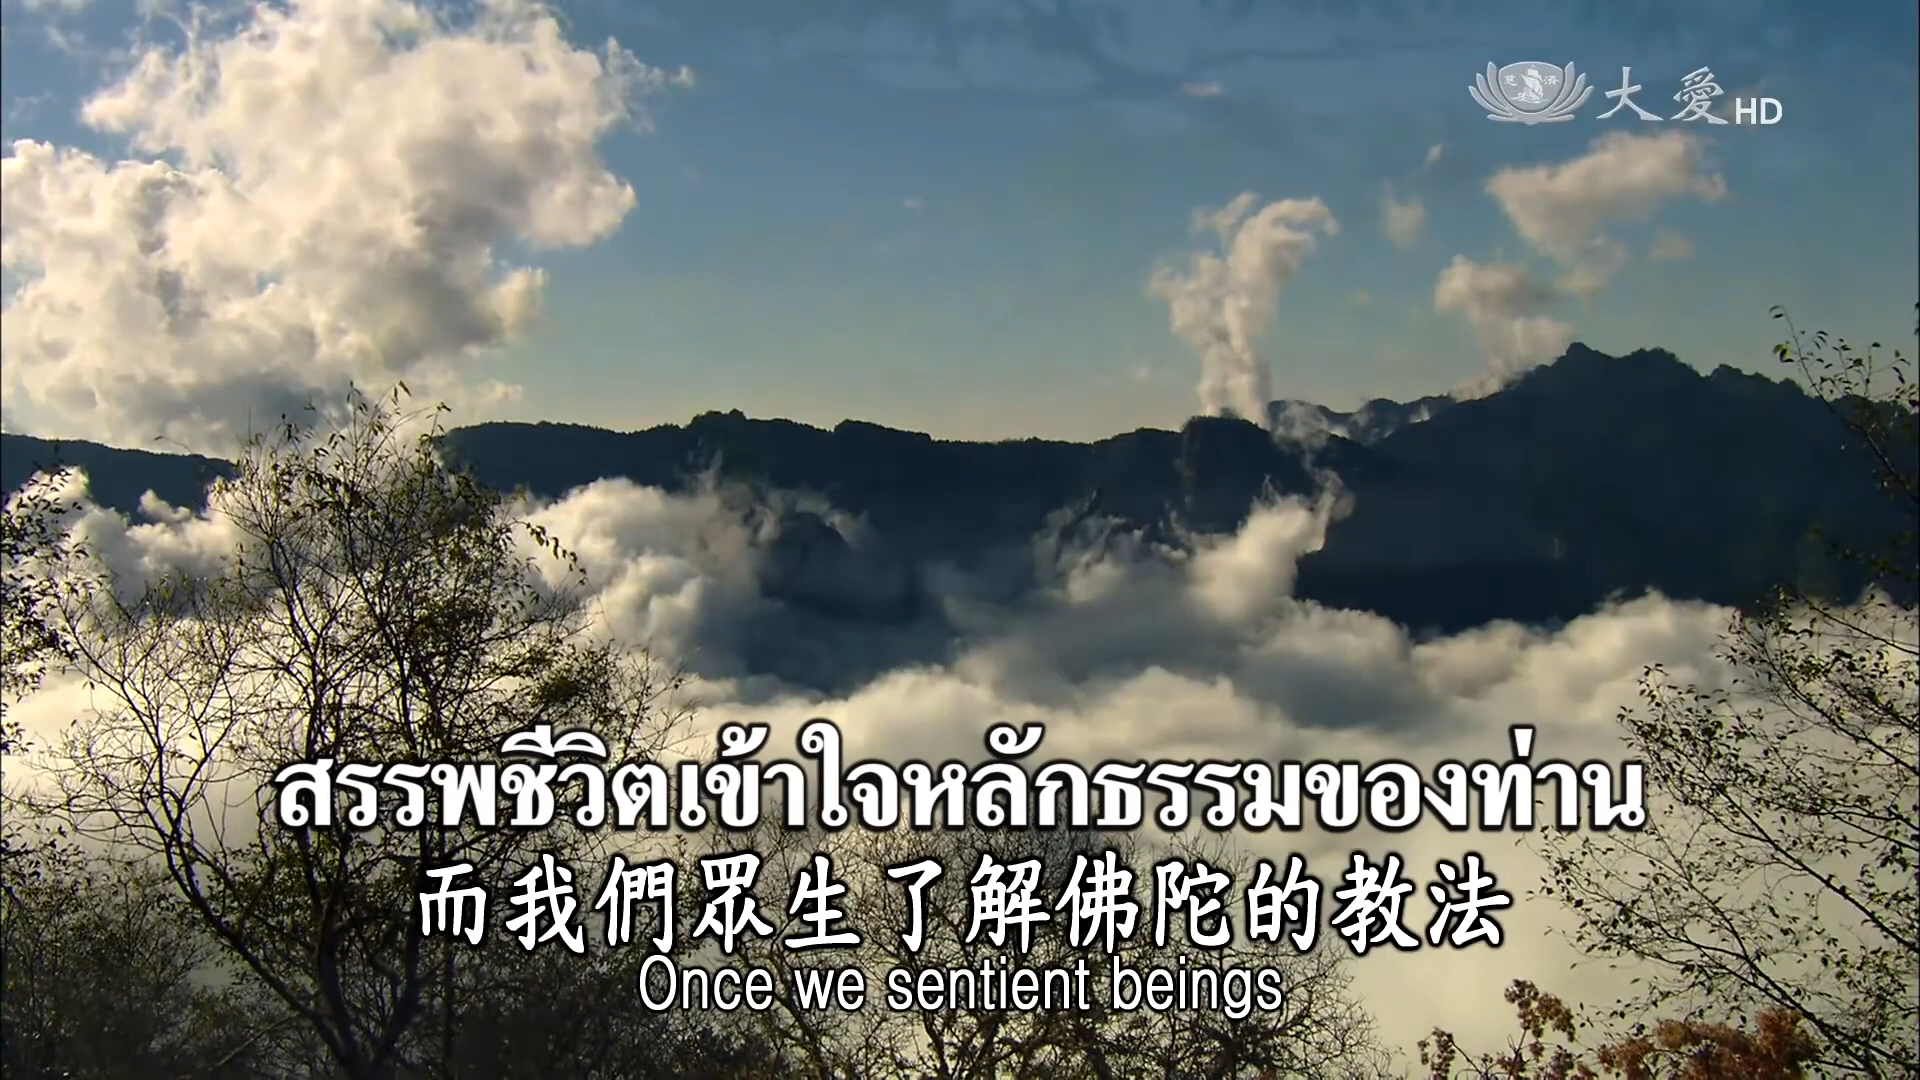 大愛HD
สรรพชีวิตเข้าใจหลักธรรมของท่าน
而我們眾生了解佛陀的教法
Once we sentient beings